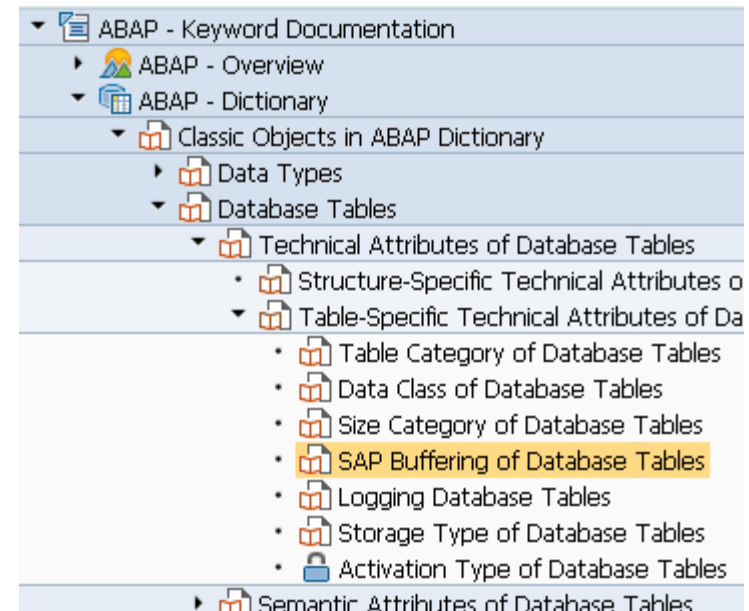 ABAP - Keyword Documentation
ABAP - Overview
ABAP - Dictionary
Classic Objects in ABAP Dictionary
Data Types
Database Tables
Technical Attributes of Database Tables
Structure-Specific Technical Attributes o
Table-Specific Technical Attributes of Da
Table Category of Database Tables
Data Class of Database Tables
Size Category of Database Tables
SAP Buffering of Database Tables
Logging Database Tables
Storage Type of Database Tables
Activation Type of Database Tables
Semantic Attributes of Database Tables